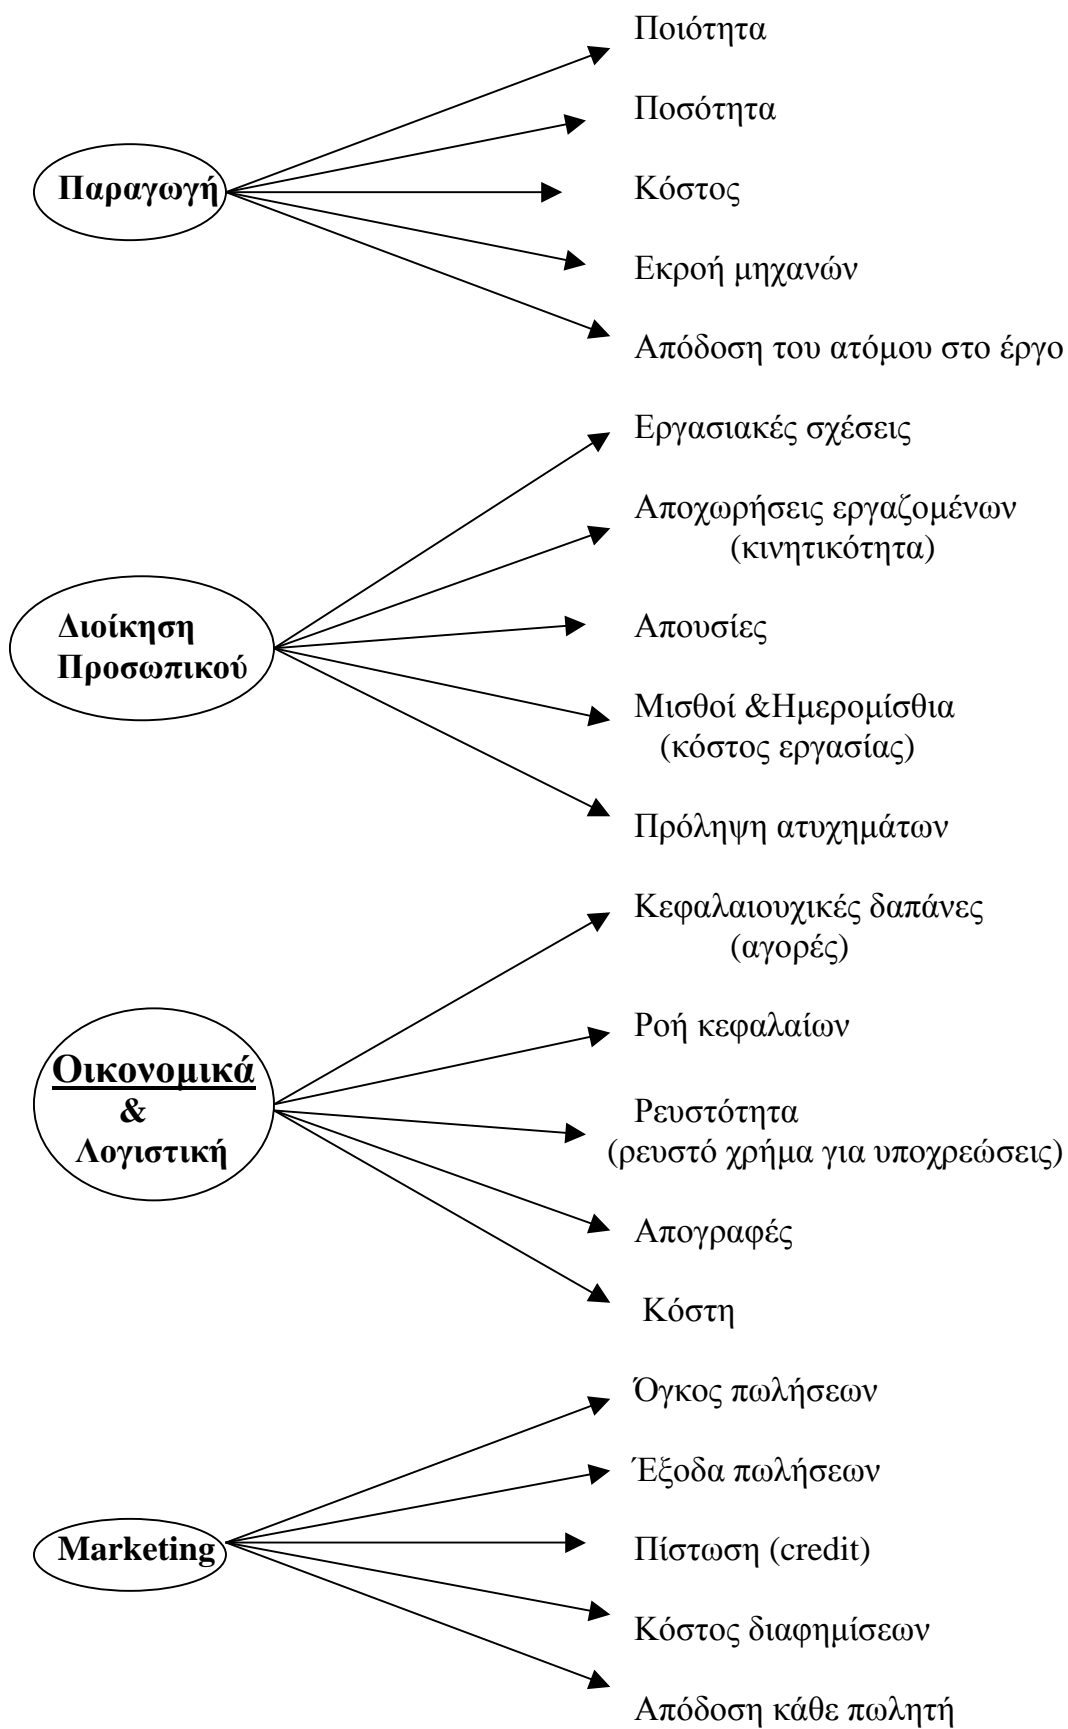 Ποιότητα
Ποσότητα
Παραγωγή
Κόστος
Εκροή μηχανών
Απόδοση του ατόμου στο έργο
Εργασιακές σχέσεις
Αποχωρήσεις εργαζομένων
(κινητικότητα)
Διοίκηση
Προσωπικού
Απουσίες
Μισθοί &Ημερομίσθια
(κόστος εργασίας)
Πρόληψη ατυχημάτων
Κεφαλαιουχικές δαπάνες
(αγορές)
Ροή κεφαλαίων
Οικονομικά
&
Λογιστική
Ρευστότητα
(ρευστό χρήμα για υποχρεώσεις)
Απογραφές
Κόστη
Όγκος πωλήσεων
Έξοδα πωλήσεων
Marketing
Πίστωση (credit)
Κόστος διαφημίσεων
Απόδοση κάθε πωλητή